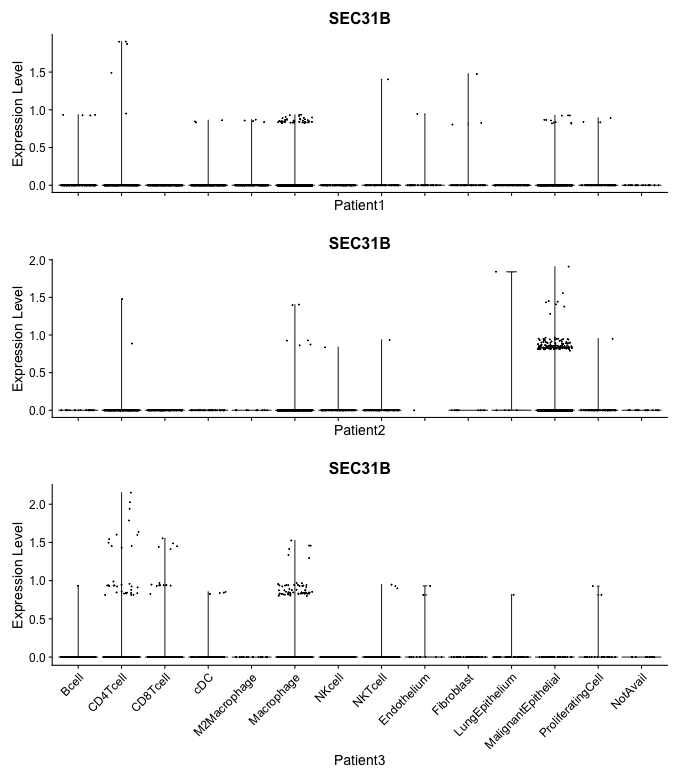 SEC31B
Expression Level
1.5
1.0
0.5
0.0
Patient1
SEC31B
Expression Level
2.0
1.5
1.0
0.5
0.0
Patient2
SEC31B
Expression Level
2.0
1.5
1.0
0.5
0.0
Bcell
CD4Tcell
CD8Tcell
cDC
M2Macrophage
Macrophage
NKcell
NKTcell
Endothelium
Fibroblast
LungEpithelium
MalignantEpithelial
ProliferatingCell
NotAvail
Patient3